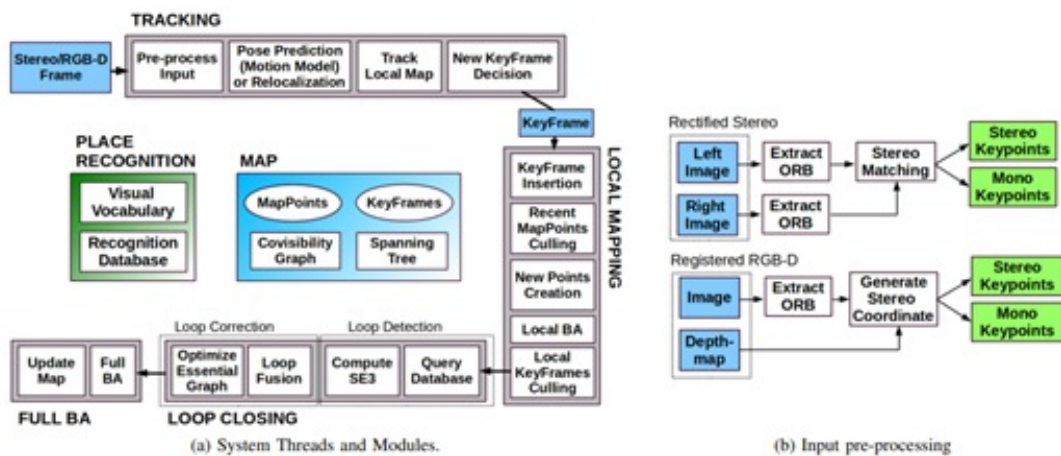 TRACKING
Stereo/RGB-D
Frame
Pre-process
Input
Pose Prediction
(Motion Model)
or Relocalization
Track
Local Map
New KeyFrame
Decision
KeyFrame
PLACE
RECOGNITION
Visual
Vocabulary
Recognition
Database
MAP
MapPoints
KeyFrames
Covisibility
Graph
Spanning
Tree
LOCAL MAPPING
KeyFrame
Insertion
Recent
MapPoints
Culling
New Points
Creation
Local BA
Local
KeyFrames
Culling
Loop Correction
Loop Detection
Update
Map
Full
BA
Optimize
Essential
Graph
Loop
Fusion
Compute
SE3
Query
Database
FULL BA
LOOP CLOSING
(a) System Threads and Modules.
Rectified Stereo
Left
Image
Extract
ORB
Stereo
Matching
Stereo
Keypoints
Mono
Keypoints
Right
Image
Extract
ORB
Registered RGB-D
Image
Extract
ORB
Generate
Stereo
Coordinate
Stereo
Keypoints
Mono
Keypoints
Depth-
map
(b) Input pre-processing